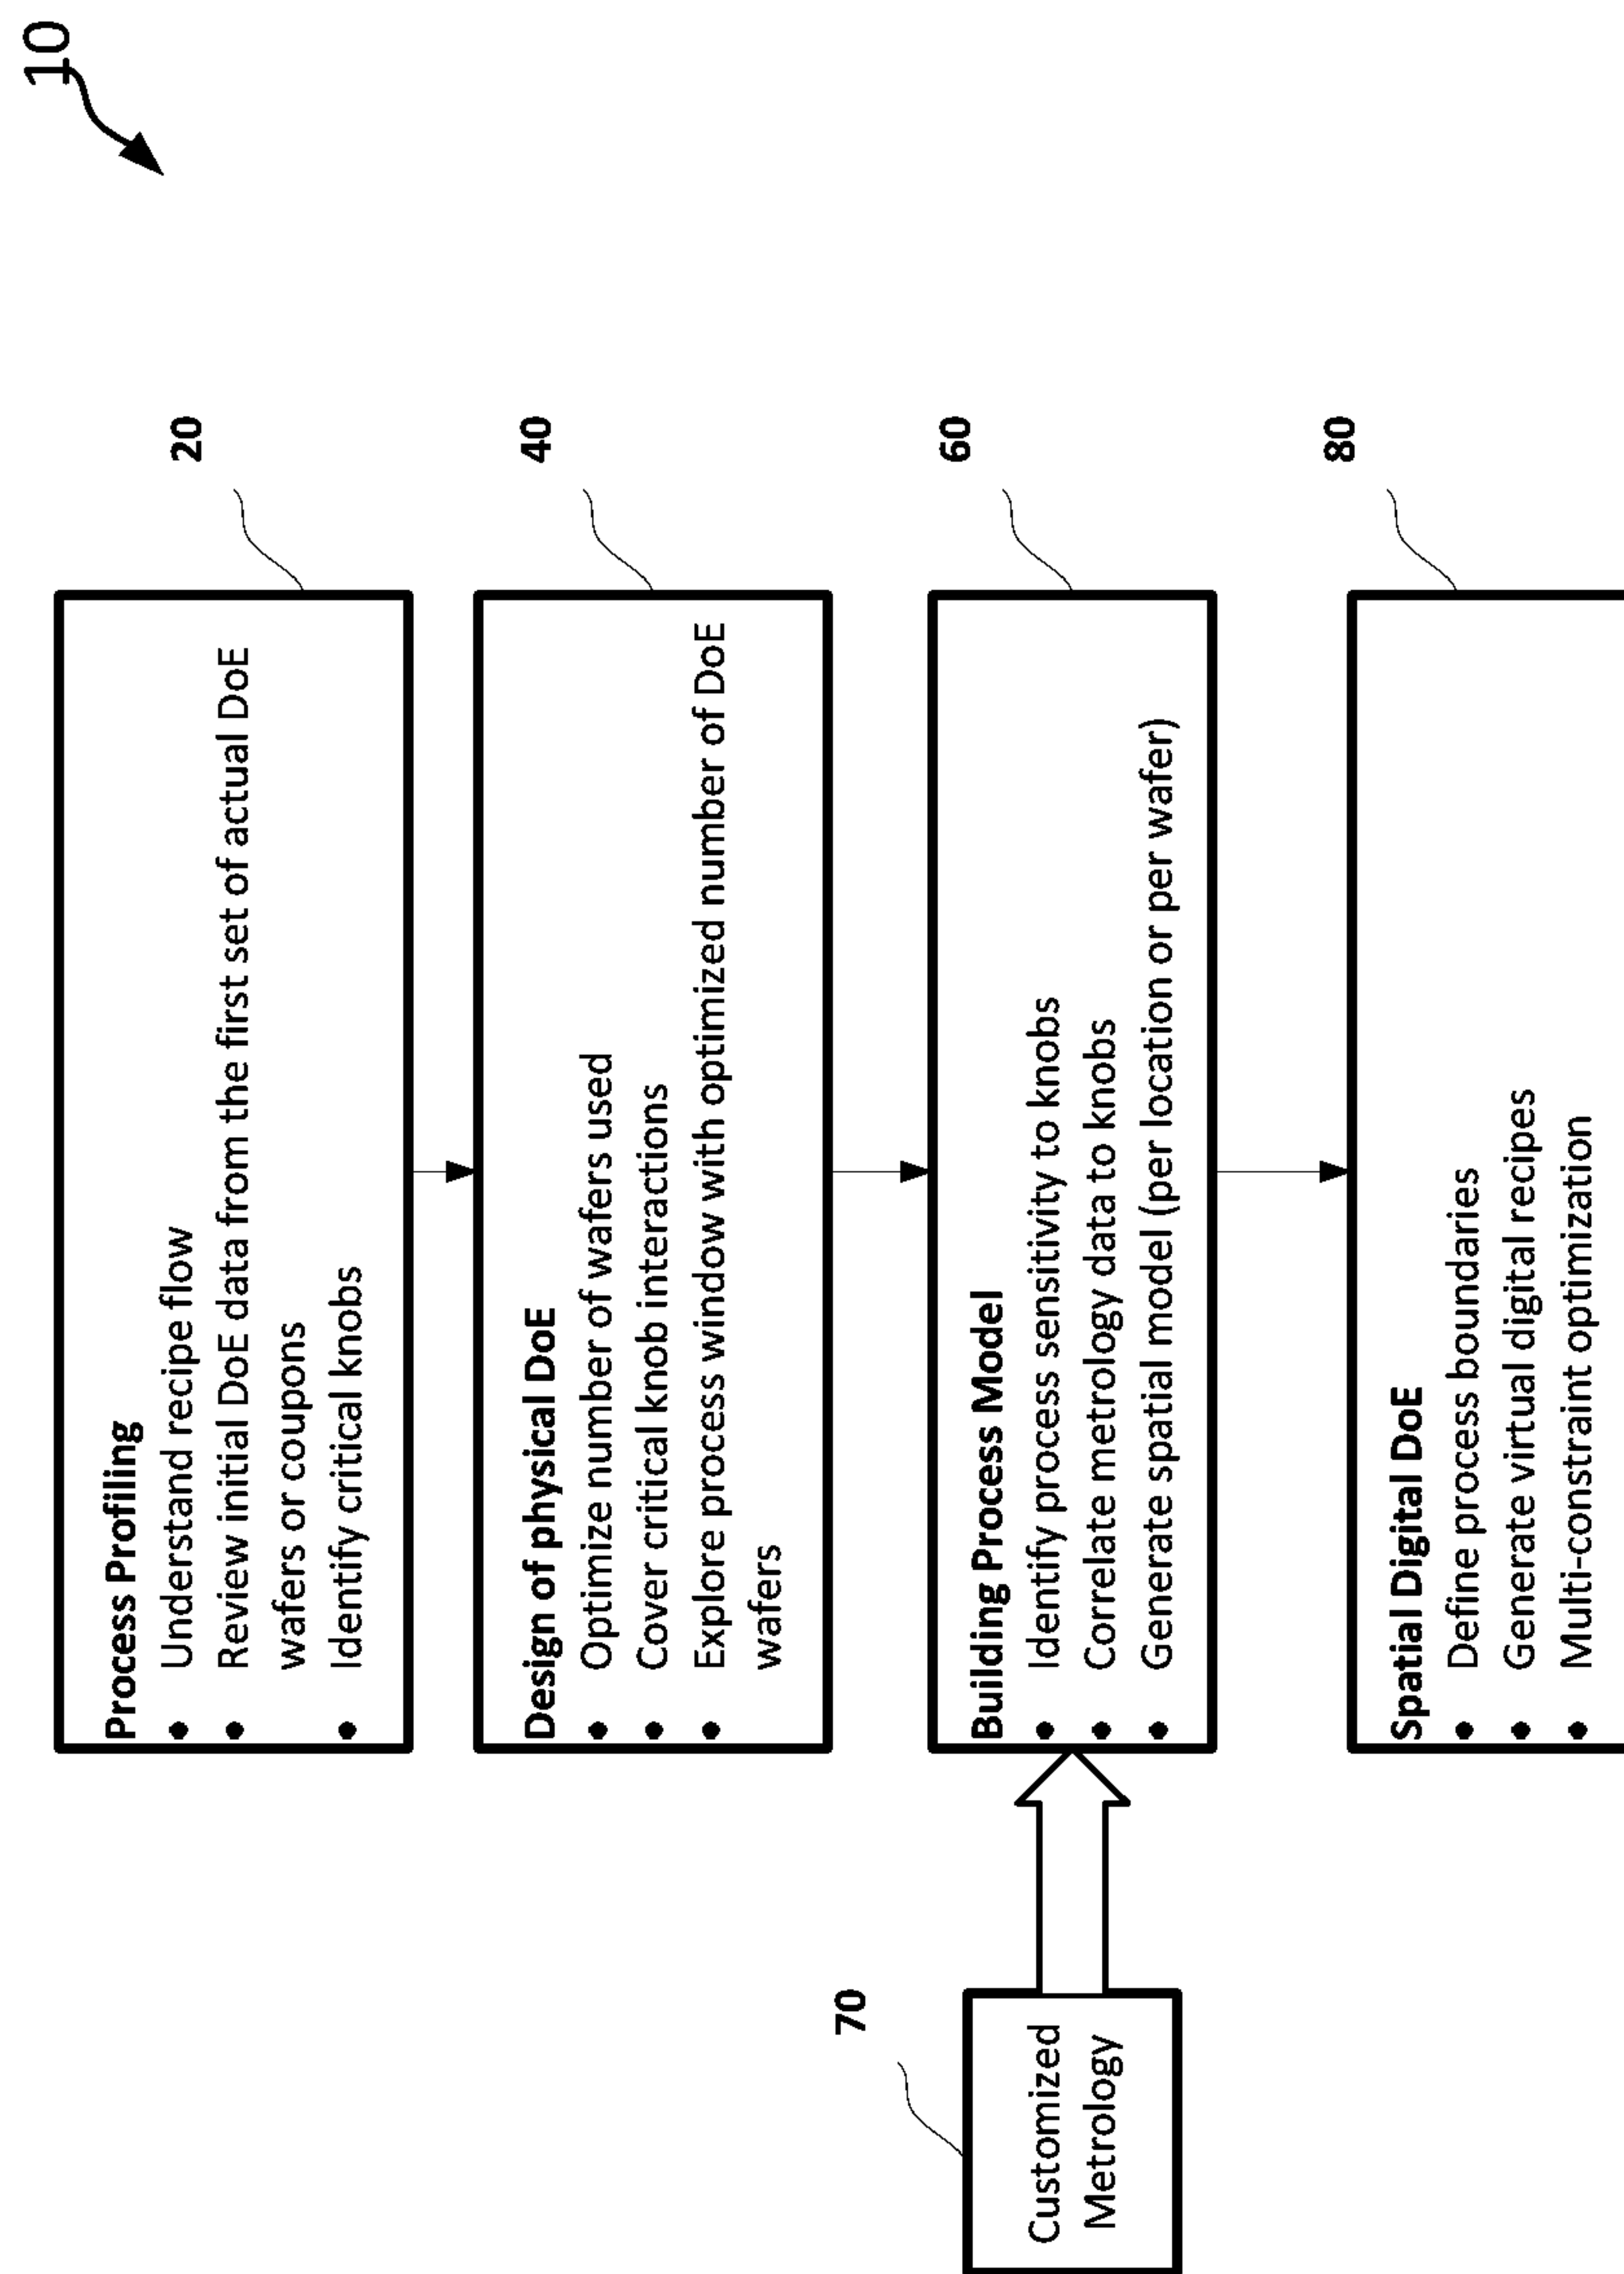 10
20
Process Profiling
• Understand recipe flow
• Review initial DoE data from the first set of actual DoE
wafers or coupons
• Identify critical knobs
40
Design of physical DoE
• Optimize number of wafers used
• Cover critical knob interactions
• Explore process window with optimized number of DoE
wafers
60
Building Process Model
• Identify process sensitivity to knobs
• Correlate metrology data to knobs
• Generate spatial model (per location or per wafer)
70
Customized
Metrology
80
Spatial Digital DoE
• Define process boundaries
• Generate virtual digital recipes
• Multi-constraint optimization